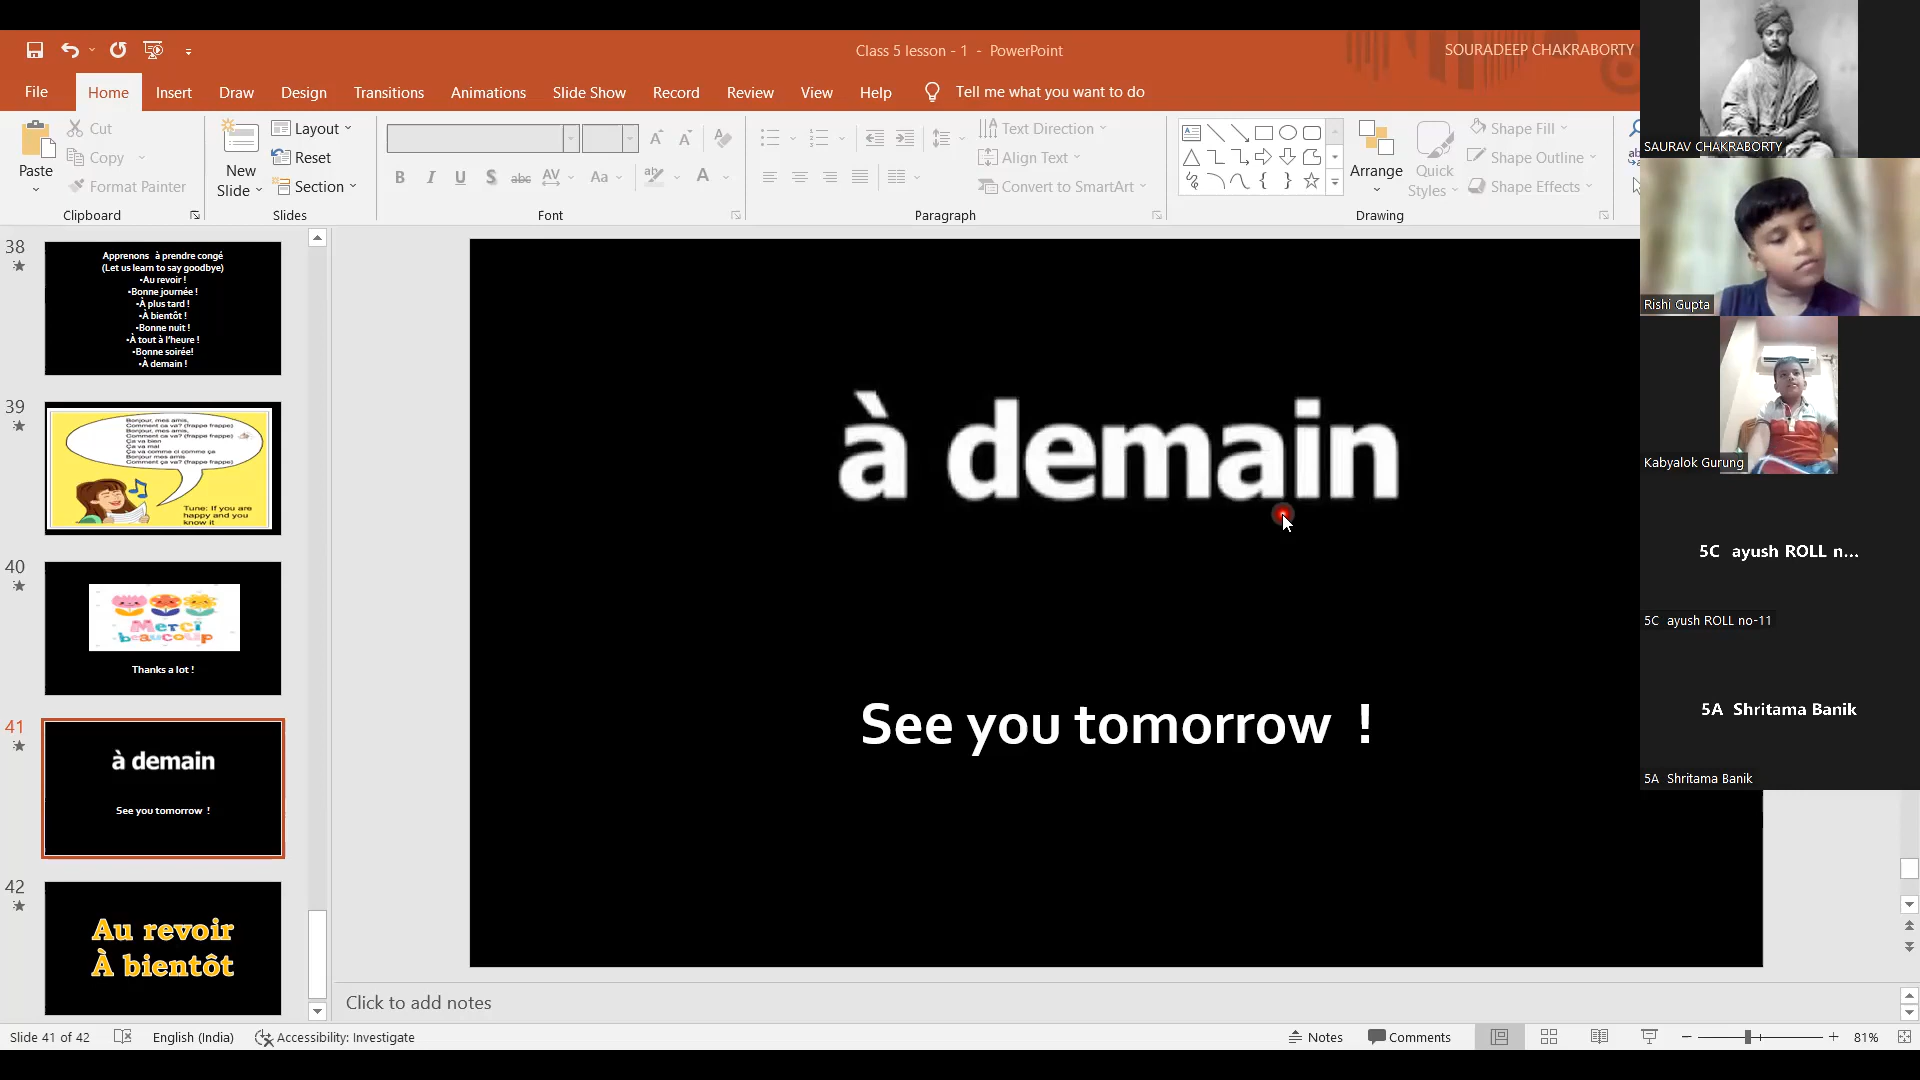 Class 5 lesson - 1 - PowerPoint
SOURADEEP CHAKRABORTY
File Home Insert Draw Design Transitions Animations Slide Show Record Review View Help Tell me what you want to do
Paste
Cut
Copy
Format Painter
Clipboard
New Slide
Layout
Reset
Section
Slides
Font
Text Direction
Align Text
Convert to SmartArt
Paragraph
Arrange
Quick Styles
Shape Fill
Shape Outline
Shape Effects
Drawing
38
Apprenons à prendre congé
(Let us learn to say goodbye)
•Au revoir !
•Bonne journée !
•À plus tard !
•À bientôt !
•Bonne nuit !
•À tout à l'heure !
•Bonne soirée!
•À demain !
39
Bonjour, mes amis,
Comment ca va? (frappe frappe)
Bonjour, mes amis,
Comment ca va? (frappe frappe)
Ça va bien
Ça va mal
Ça va comme ci comme ça
Bonjour mes amis
Comment ça va? (frappe frappe)
Tune: If you are
happy and you
know it
40
Merci
beaucoup
Thanks a lot !
41
à demain
See you tomorrow !
42
Au revoir
À bientôt
à demain
See you tomorrow !
Click to add notes
Slide 41 of 42 English (India) Accessibility: Investigate Notes Comments 81%
SAURAV CHAKRABORTY
Rishi Gupta
Kabyalok Gurung
5C ayush ROLL n...
5C ayush ROLL no-11
5A Shritama Banik
5A Shritama Banik